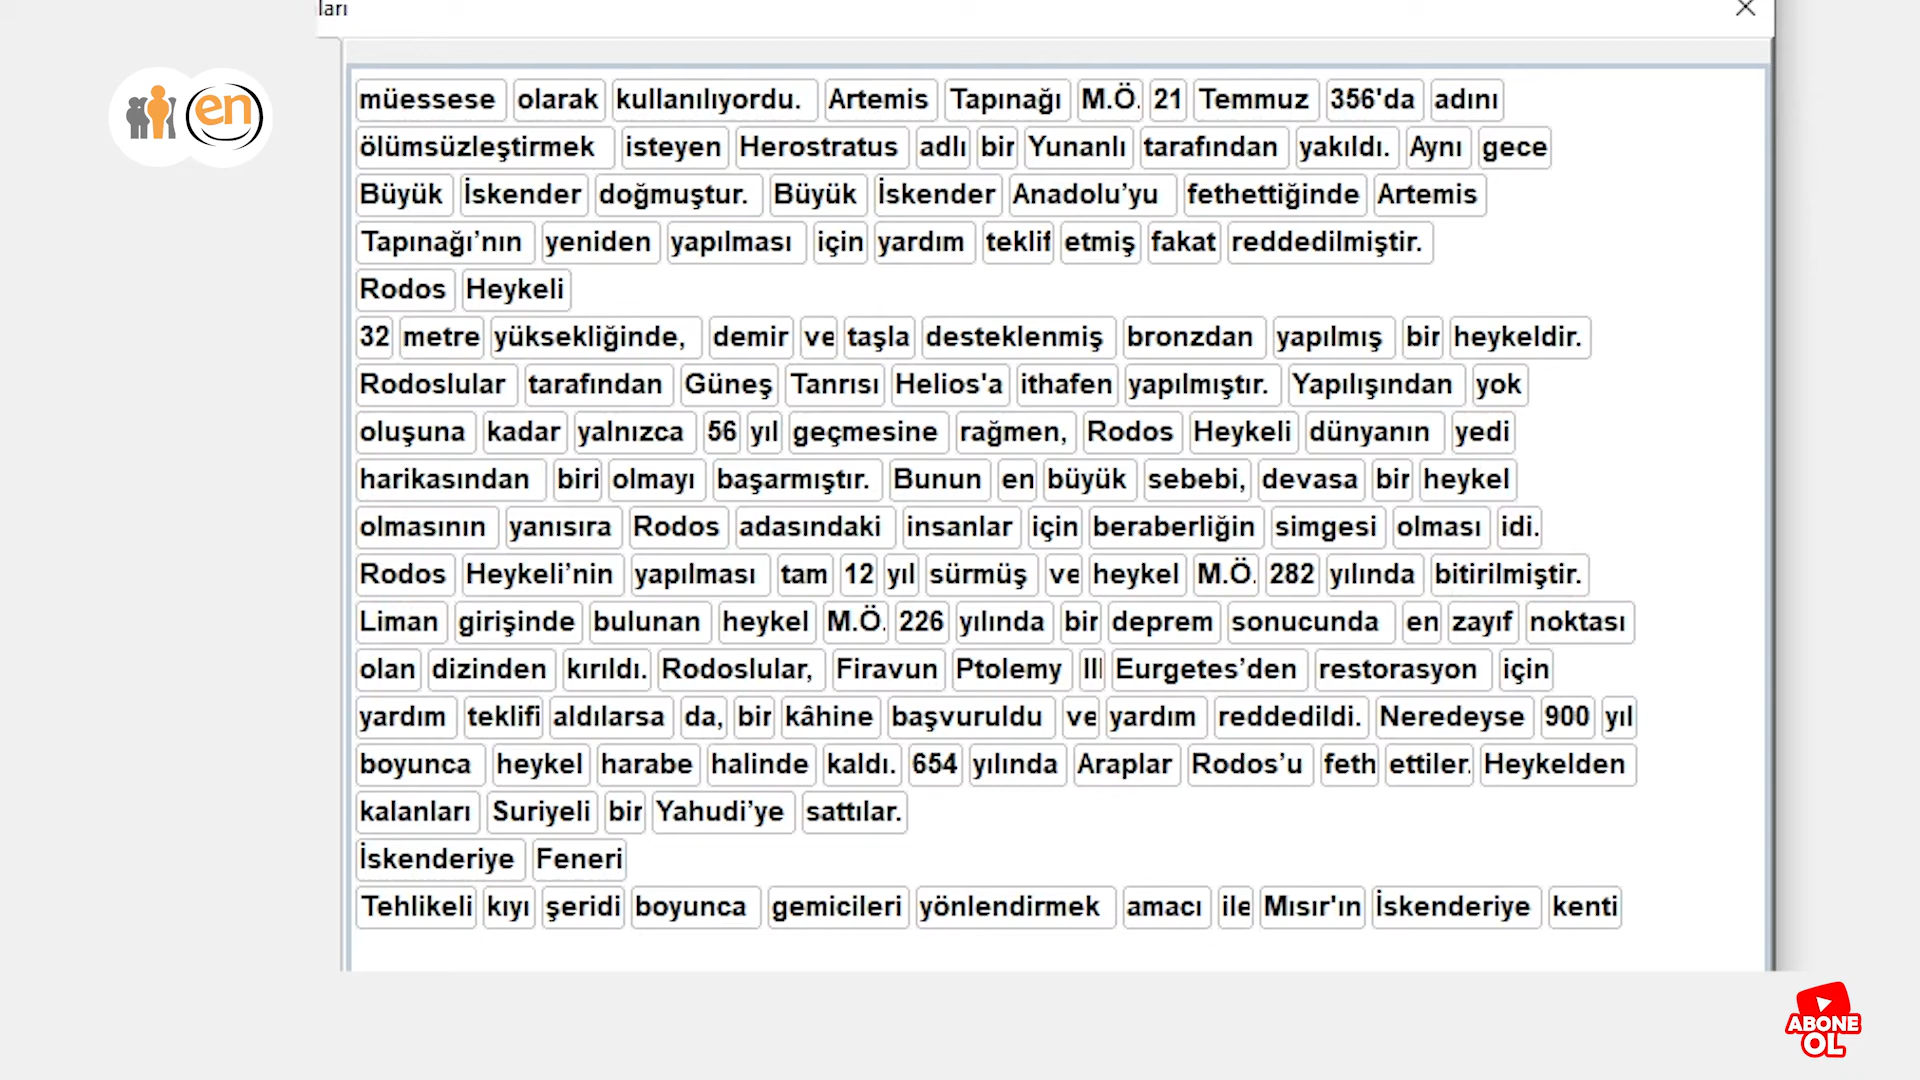 ları
en
müessese olarak kullanılıyordu. Artemis Tapınağı M.Ö. 21 Temmuz 356'da adını
ölümsüzleştirmek isteyen Herostratus adlı bir Yunanlı tarafından yakıldı. Aynı gece
Büyük İskender doğmuştur. Büyük İskender Anadolu’yu fethettiğinde Artemis
Tapınağı’nın yeniden yapılması için yardım teklif etmiş fakat reddedilmiştir.
Rodos Heykeli
32 metre yüksekliğinde, demir ve taşla desteklenmiş bronzdan yapılmış bir heykeldir.
Rodoslular tarafından Güneş Tanrısı Helios'a ithafen yapılmıştır. Yapılışından yok
oluşuna kadar yalnızca 56 yıl geçmesine rağmen, Rodos Heykeli dünyanın yedi
harikasından biri olmayı başarmıştır. Bunun en büyük sebebi, devasa bir heykel
olmasının yanısıra Rodos adasındaki insanlar için beraberliğin simgesi olması idi.
Rodos Heykeli’nin yapılması tam 12 yıl sürmüş ve heykel M.Ö. 282 yılında bitirilmiştir.
Liman girişinde bulunan heykel M.Ö. 226 yılında bir deprem sonucunda en zayıf noktası
olan dizinden kırıldı. Rodoslular, Firavun Ptolemy III Eurgetes’den restorasyon için
yardım teklifi aldılarsa da, bir kâhine başvuruldu ve yardım reddedildi. Neredeyse 900 yıl
boyunca heykel harabe halinde kaldı. 654 yılında Araplar Rodos’u feth ettiler. Heykelden
kalanları Suriyeli bir Yahudi’ye sattılar.
İskenderiye Feneri
Tehlikeli kıyı şeridi boyunca gemicileri yönlendirmek amacı ile Mısır'ın İskenderiye kenti
ABONE
OL